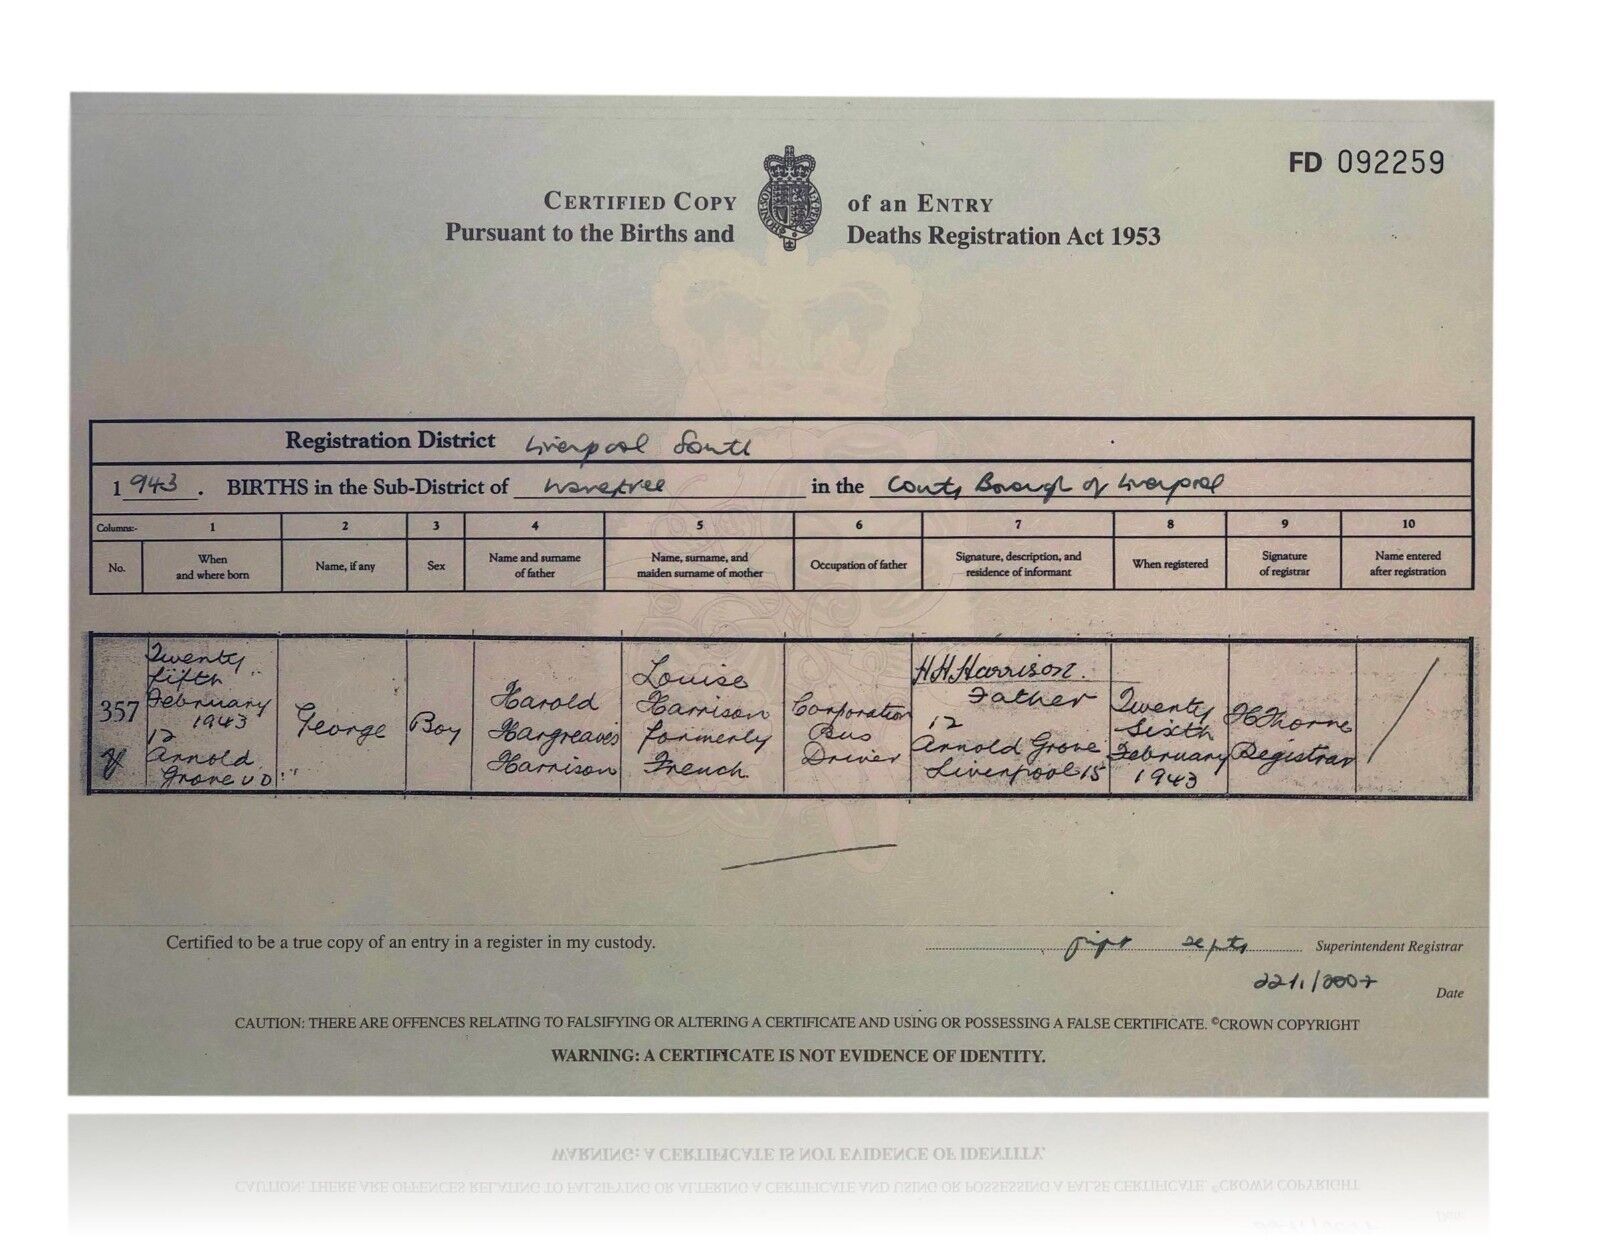 FD 092259
CERTIFIED COPY of an ENTRY
Pursuant to the Births and Deaths Registration Act 1953
HONI·SOIT MAL·Y·PENSE
Registration District Liverpool South
1943. BIRTHS in the Sub-District of Wavertree in the County Borough of Liverpool
Columns:- 1 2 3 4 5 6 7 8 9 10
No.
When
and where born
Name, if any
Sex
Name and surname
of father
Name, surname, and
maiden surname of mother
Occupation of father
Signature, description, and
residence of informant
When registered
Signature
of registrar
Name entered
after registration
357
Twenty
fifth
February
1943
12
Arnold
Grove U D
George
Boy
Harold
Hargreaves
Harrison
Louise
Harrison
formerly
French
Corporation
Bus
Driver
H H Harrison.
Father
12
Arnold Grove
Liverpool 15
Twenty
Sixth
February
1943
H Thorne
Registrar
Certified to be a true copy of an entry in a register in my custody.
Superintendent Registrar
Date
CAUTION: THERE ARE OFFENCES RELATING TO FALSIFYING OR ALTERING A CERTIFICATE AND USING OR POSSESSING A FALSE CERTIFICATE. ©CROWN COPYRIGHT
WARNING: A CERTIFICATE IS NOT EVIDENCE OF IDENTITY.